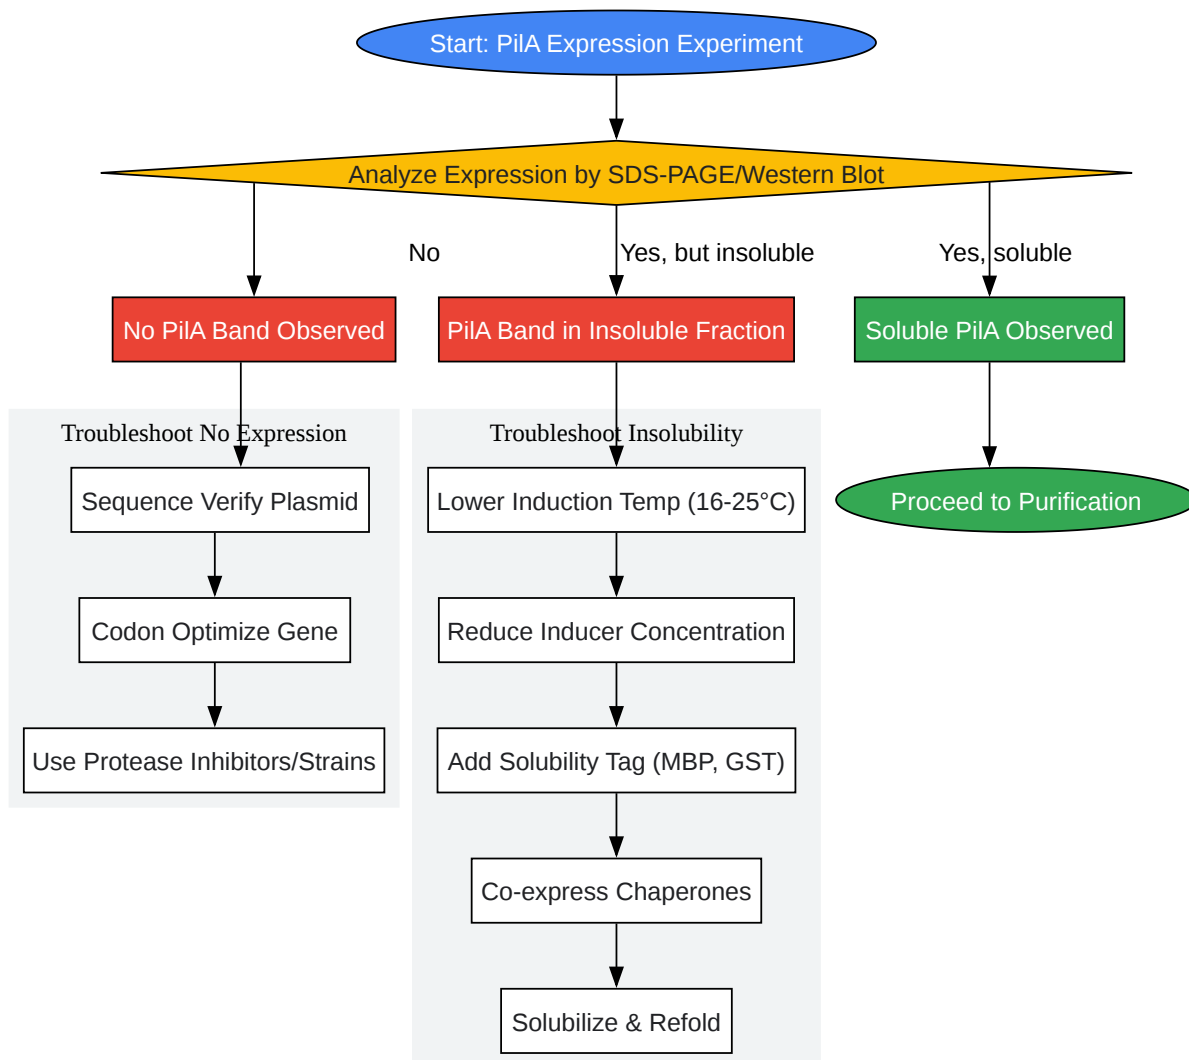 Start: PilA Expression Experiment
Analyze Expression by SDS-PAGE/Western Blot
No
Yes, but insoluble
Yes, soluble
No PilA Band Observed
PilA Band in Insoluble Fraction
Soluble PilA Observed
Troubleshoot No Expression
Troubleshoot Insolubility
Sequence Verify Plasmid
Lower Induction Temp (16-25°C)
Proceed to Purification
Codon Optimize Gene
Reduce Inducer Concentration
Use Protease Inhibitors/Strains
Add Solubility Tag (MBP, GST)
Co-express Chaperones
Solubilize & Refold